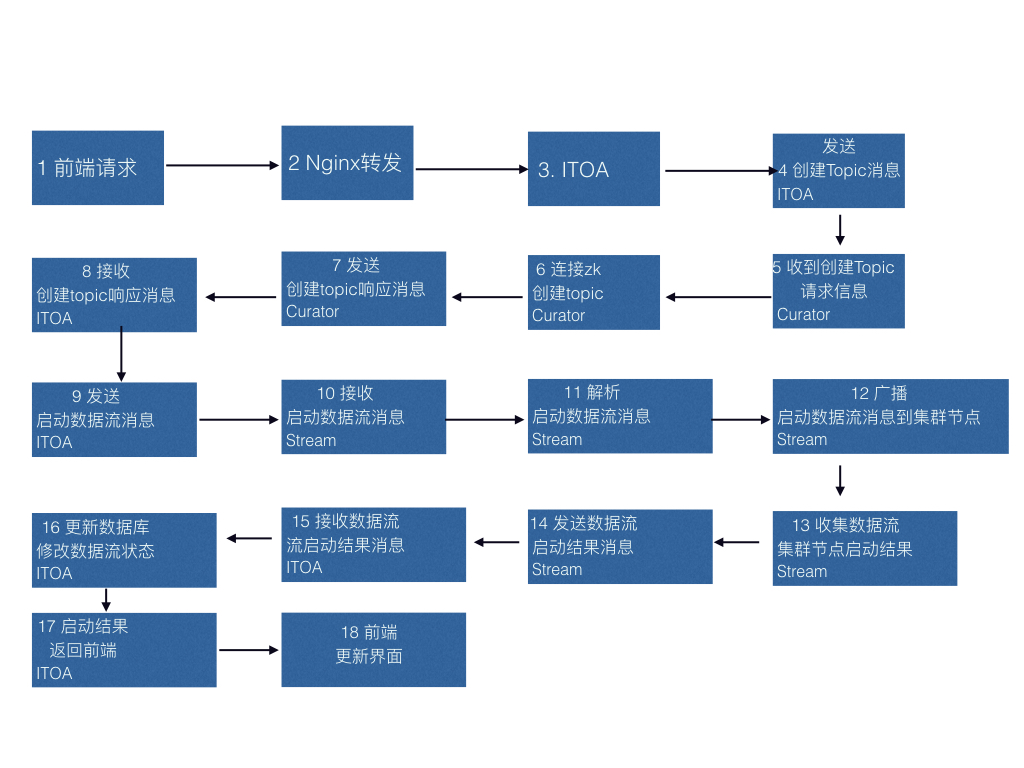 1 前端请求
2 Nginx转发
3. ITOA
发送
4 创建Topic消息
ITOA
5 收到创建Topic
请求信息
Curator
6 连接zk
创建topic
Curator
7 发送
创建topic响应消息
Curator
8 接收
创建topic响应消息
ITOA
9 发送
启动数据流消息
ITOA
10 接收
启动数据流消息
Stream
11 解析
启动数据流消息
Stream
12 广播
启动数据流消息到集群节点
Stream
13 收集数据流
集群节点启动结果
Stream
14 发送数据流
启动结果消息
Stream
15 接收数据流
流启动结果消息
ITOA
16 更新数据库
修改数据流状态
ITOA
17 启动结果
返回前端
ITOA
18 前端
更新界面